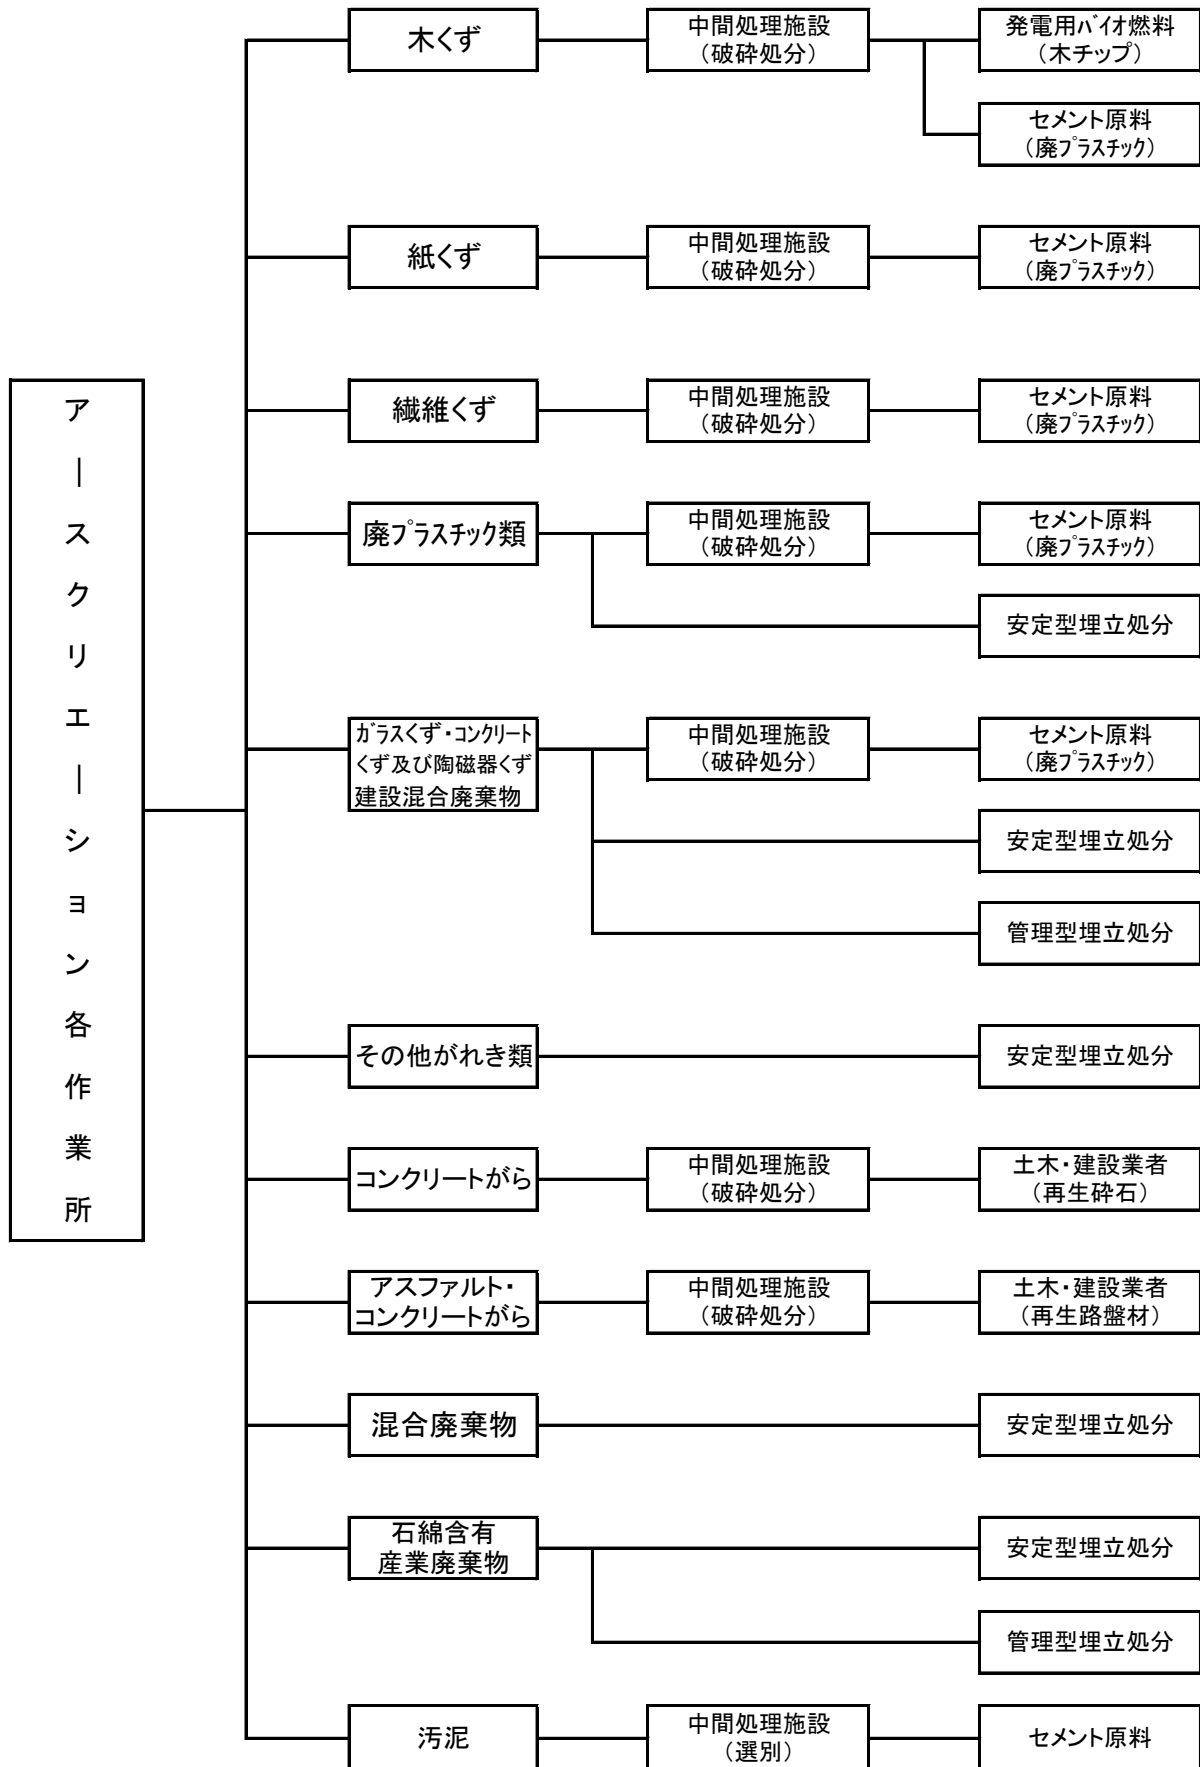 アースクリエーション各作業所
木くず
中間処理施設
（破砕処分）
発電用バイオ燃料
（木チップ）
セメント原料
（廃プラスチック）
紙くず
中間処理施設
（破砕処分）
セメント原料
（廃プラスチック）
繊維くず
中間処理施設
（破砕処分）
セメント原料
（廃プラスチック）
廃プラスチック類
中間処理施設
（破砕処分）
セメント原料
（廃プラスチック）
安定型埋立処分
ガラスくず・コンクリート
くず及び陶磁器くず
建設混合廃棄物
中間処理施設
（破砕処分）
セメント原料
（廃プラスチック）
安定型埋立処分
管理型埋立処分
その他がれき類
安定型埋立処分
コンクリートがら
中間処理施設
（破砕処分）
土木・建設業者
（再生砕石）
アスファルト・
コンクリートがら
中間処理施設
（破砕処分）
土木・建設業者
（再生路盤材）
混合廃棄物
安定型埋立処分
石綿含有
産業廃棄物
安定型埋立処分
管理型埋立処分
汚泥
中間処理施設
（選別）
セメント原料